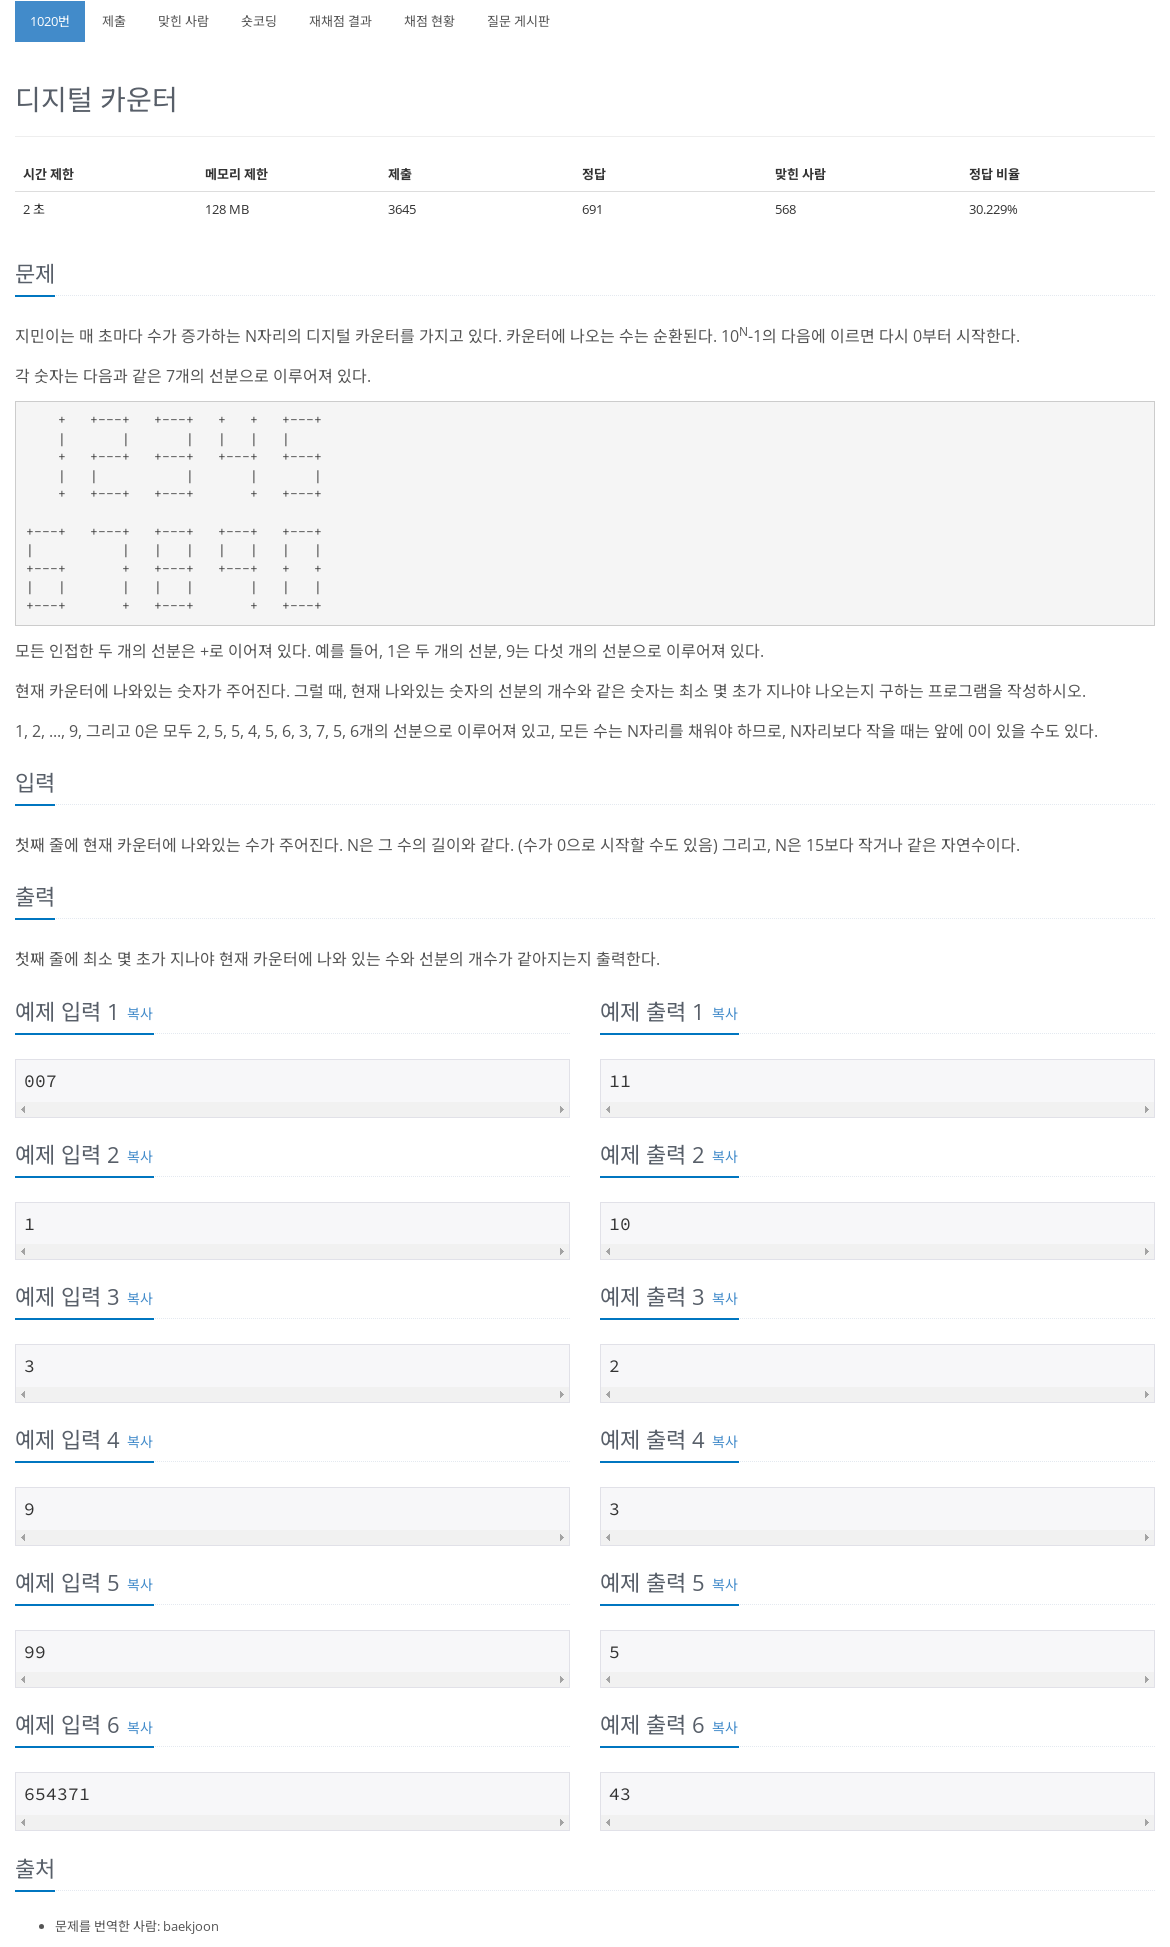 1020번 제출 맞힌 사람 숏코딩 재채점 결과 채점 현황 질문 게시판
디지털 카운터
시간 제한 메모리 제한 제출 정답 맞힌 사람 정답 비율
2 초 128 MB 3645 691 568 30.229%
문제
지민이는 매 초마다 수가 증가하는 N자리의 디지털 카운터를 가지고 있다. 카운터에 나오는 수는 순환된다. 10^N-1의 다음에 이르면 다시 0부터 시작한다.
각 숫자는 다음과 같은 7개의 선분으로 이루어져 있다.
    +   +---+   +---+   +   +   +---+
    |       |       |   |   |   |
    +   +---+   +---+   +---+   +---+
    |   |           |       |       |
    +   +---+   +---+       +   +---+
+---+   +---+   +---+   +---+   +---+
|           |   |   |   |   |   |   |
+---+       +   +---+   +---+   +   +
|   |       |   |   |       |   |   |
+---+       +   +---+       +   +---+
모든 인접한 두 개의 선분은 +로 이어져 있다. 예를 들어, 1은 두 개의 선분, 9는 다섯 개의 선분으로 이루어져 있다.
현재 카운터에 나와있는 숫자가 주어진다. 그럴 때, 현재 나와있는 숫자의 선분의 개수와 같은 숫자는 최소 몇 초가 지나야 나오는지 구하는 프로그램을 작성하시오.
1, 2, ..., 9, 그리고 0은 모두 2, 5, 5, 4, 5, 6, 3, 7, 5, 6개의 선분으로 이루어져 있고, 모든 수는 N자리를 채워야 하므로, N자리보다 작을 때는 앞에 0이 있을 수도 있다.
입력
첫째 줄에 현재 카운터에 나와있는 수가 주어진다. N은 그 수의 길이와 같다. (수가 0으로 시작할 수도 있음) 그리고, N은 15보다 작거나 같은 자연수이다.
출력
첫째 줄에 최소 몇 초가 지나야 현재 카운터에 나와 있는 수와 선분의 개수가 같아지는지 출력한다.
예제 입력 1 복사 예제 출력 1 복사
007 11
예제 입력 2 복사 예제 출력 2 복사
1 10
예제 입력 3 복사 예제 출력 3 복사
3 2
예제 입력 4 복사 예제 출력 4 복사
9 3
예제 입력 5 복사 예제 출력 5 복사
99 5
예제 입력 6 복사 예제 출력 6 복사
654371 43
출처
• 문제를 번역한 사람: baekjoon